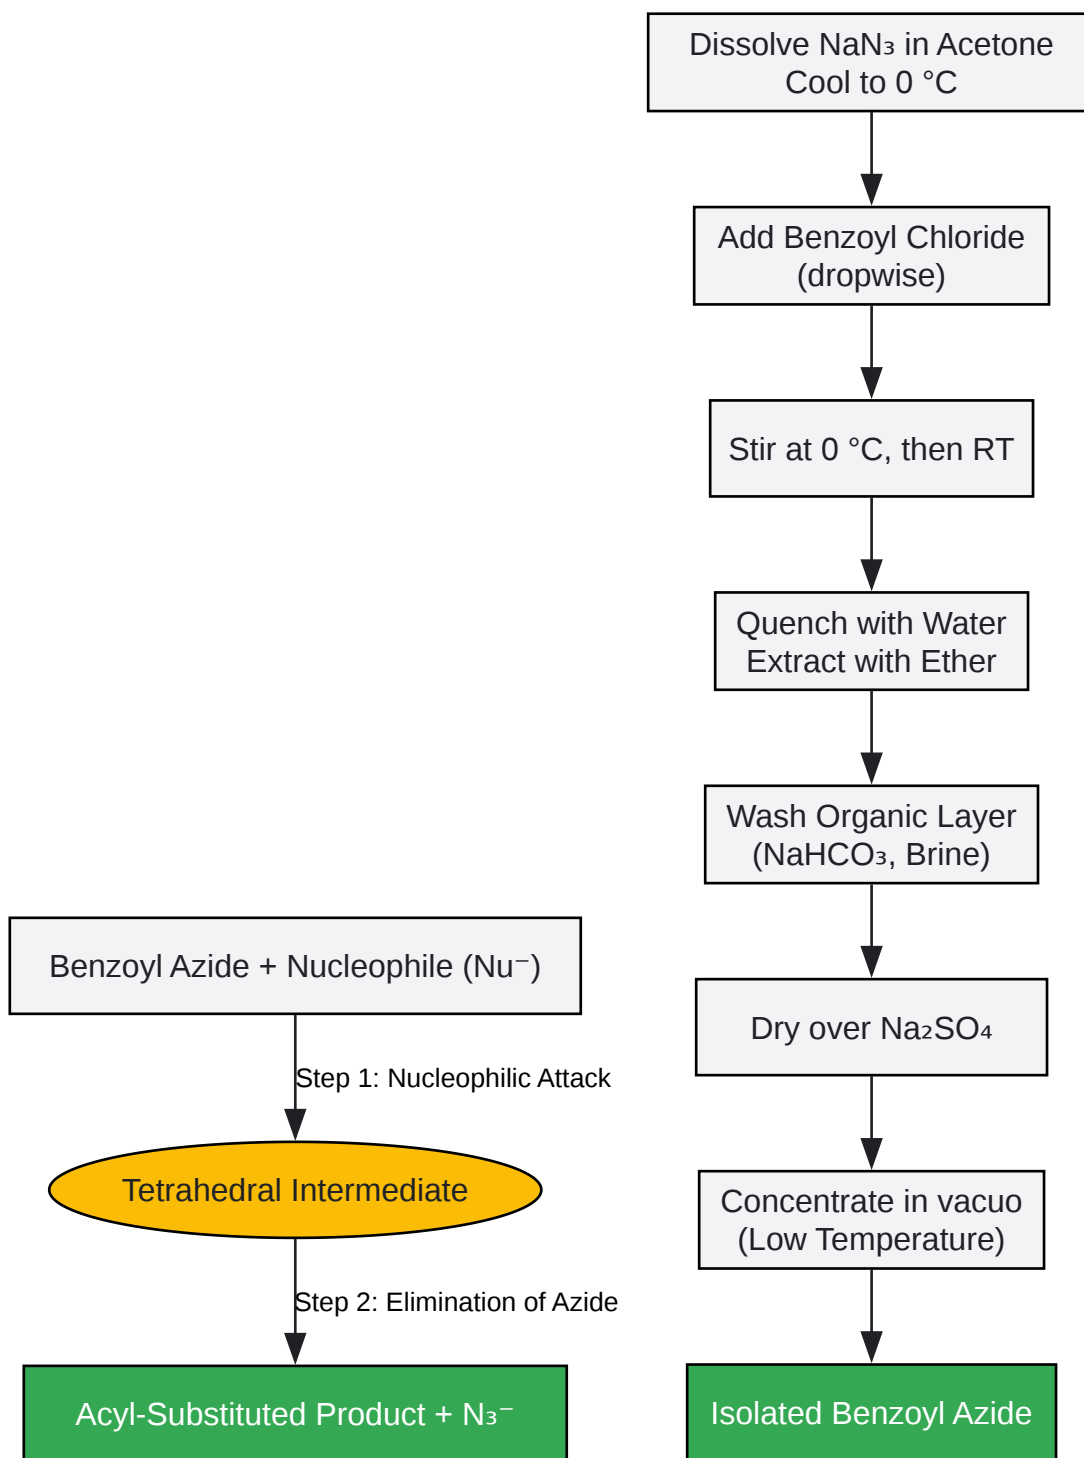 Dissolve NaN₃ in Acetone
Cool to 0 °C
Add Benzoyl Chloride
(dropwise)
Stir at 0 °C, then RT
Quench with Water
Extract with Ether
Wash Organic Layer
(NaHCO₃, Brine)
Dry over Na₂SO₄
Concentrate in vacuo
(Low Temperature)
Isolated Benzoyl Azide
Benzoyl Azide + Nucleophile (Nu⁻)
Step 1: Nucleophilic Attack
Tetrahedral Intermediate
Step 2: Elimination of Azide
Acyl-Substituted Product + N₃⁻